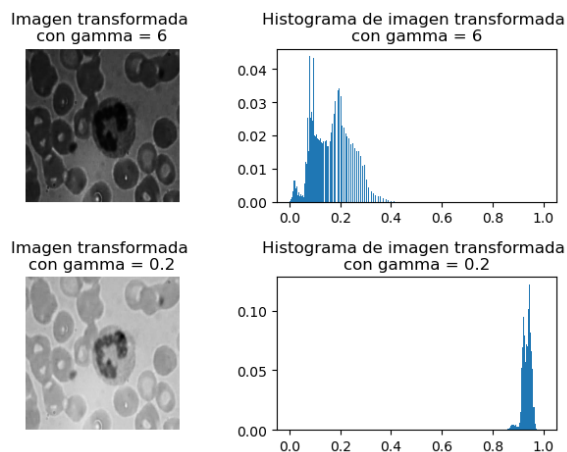 Imagen transformada
con gamma = 6
Histograma de imagen transformada
con gamma = 6
0.04
0.03
0.02
0.01
0.00
0.0 0.2 0.4 0.6 0.8 1.0
Imagen transformada
con gamma = 0.2
Histograma de imagen transformada
con gamma = 0.2
0.10
0.05
0.00
0.0 0.2 0.4 0.6 0.8 1.0